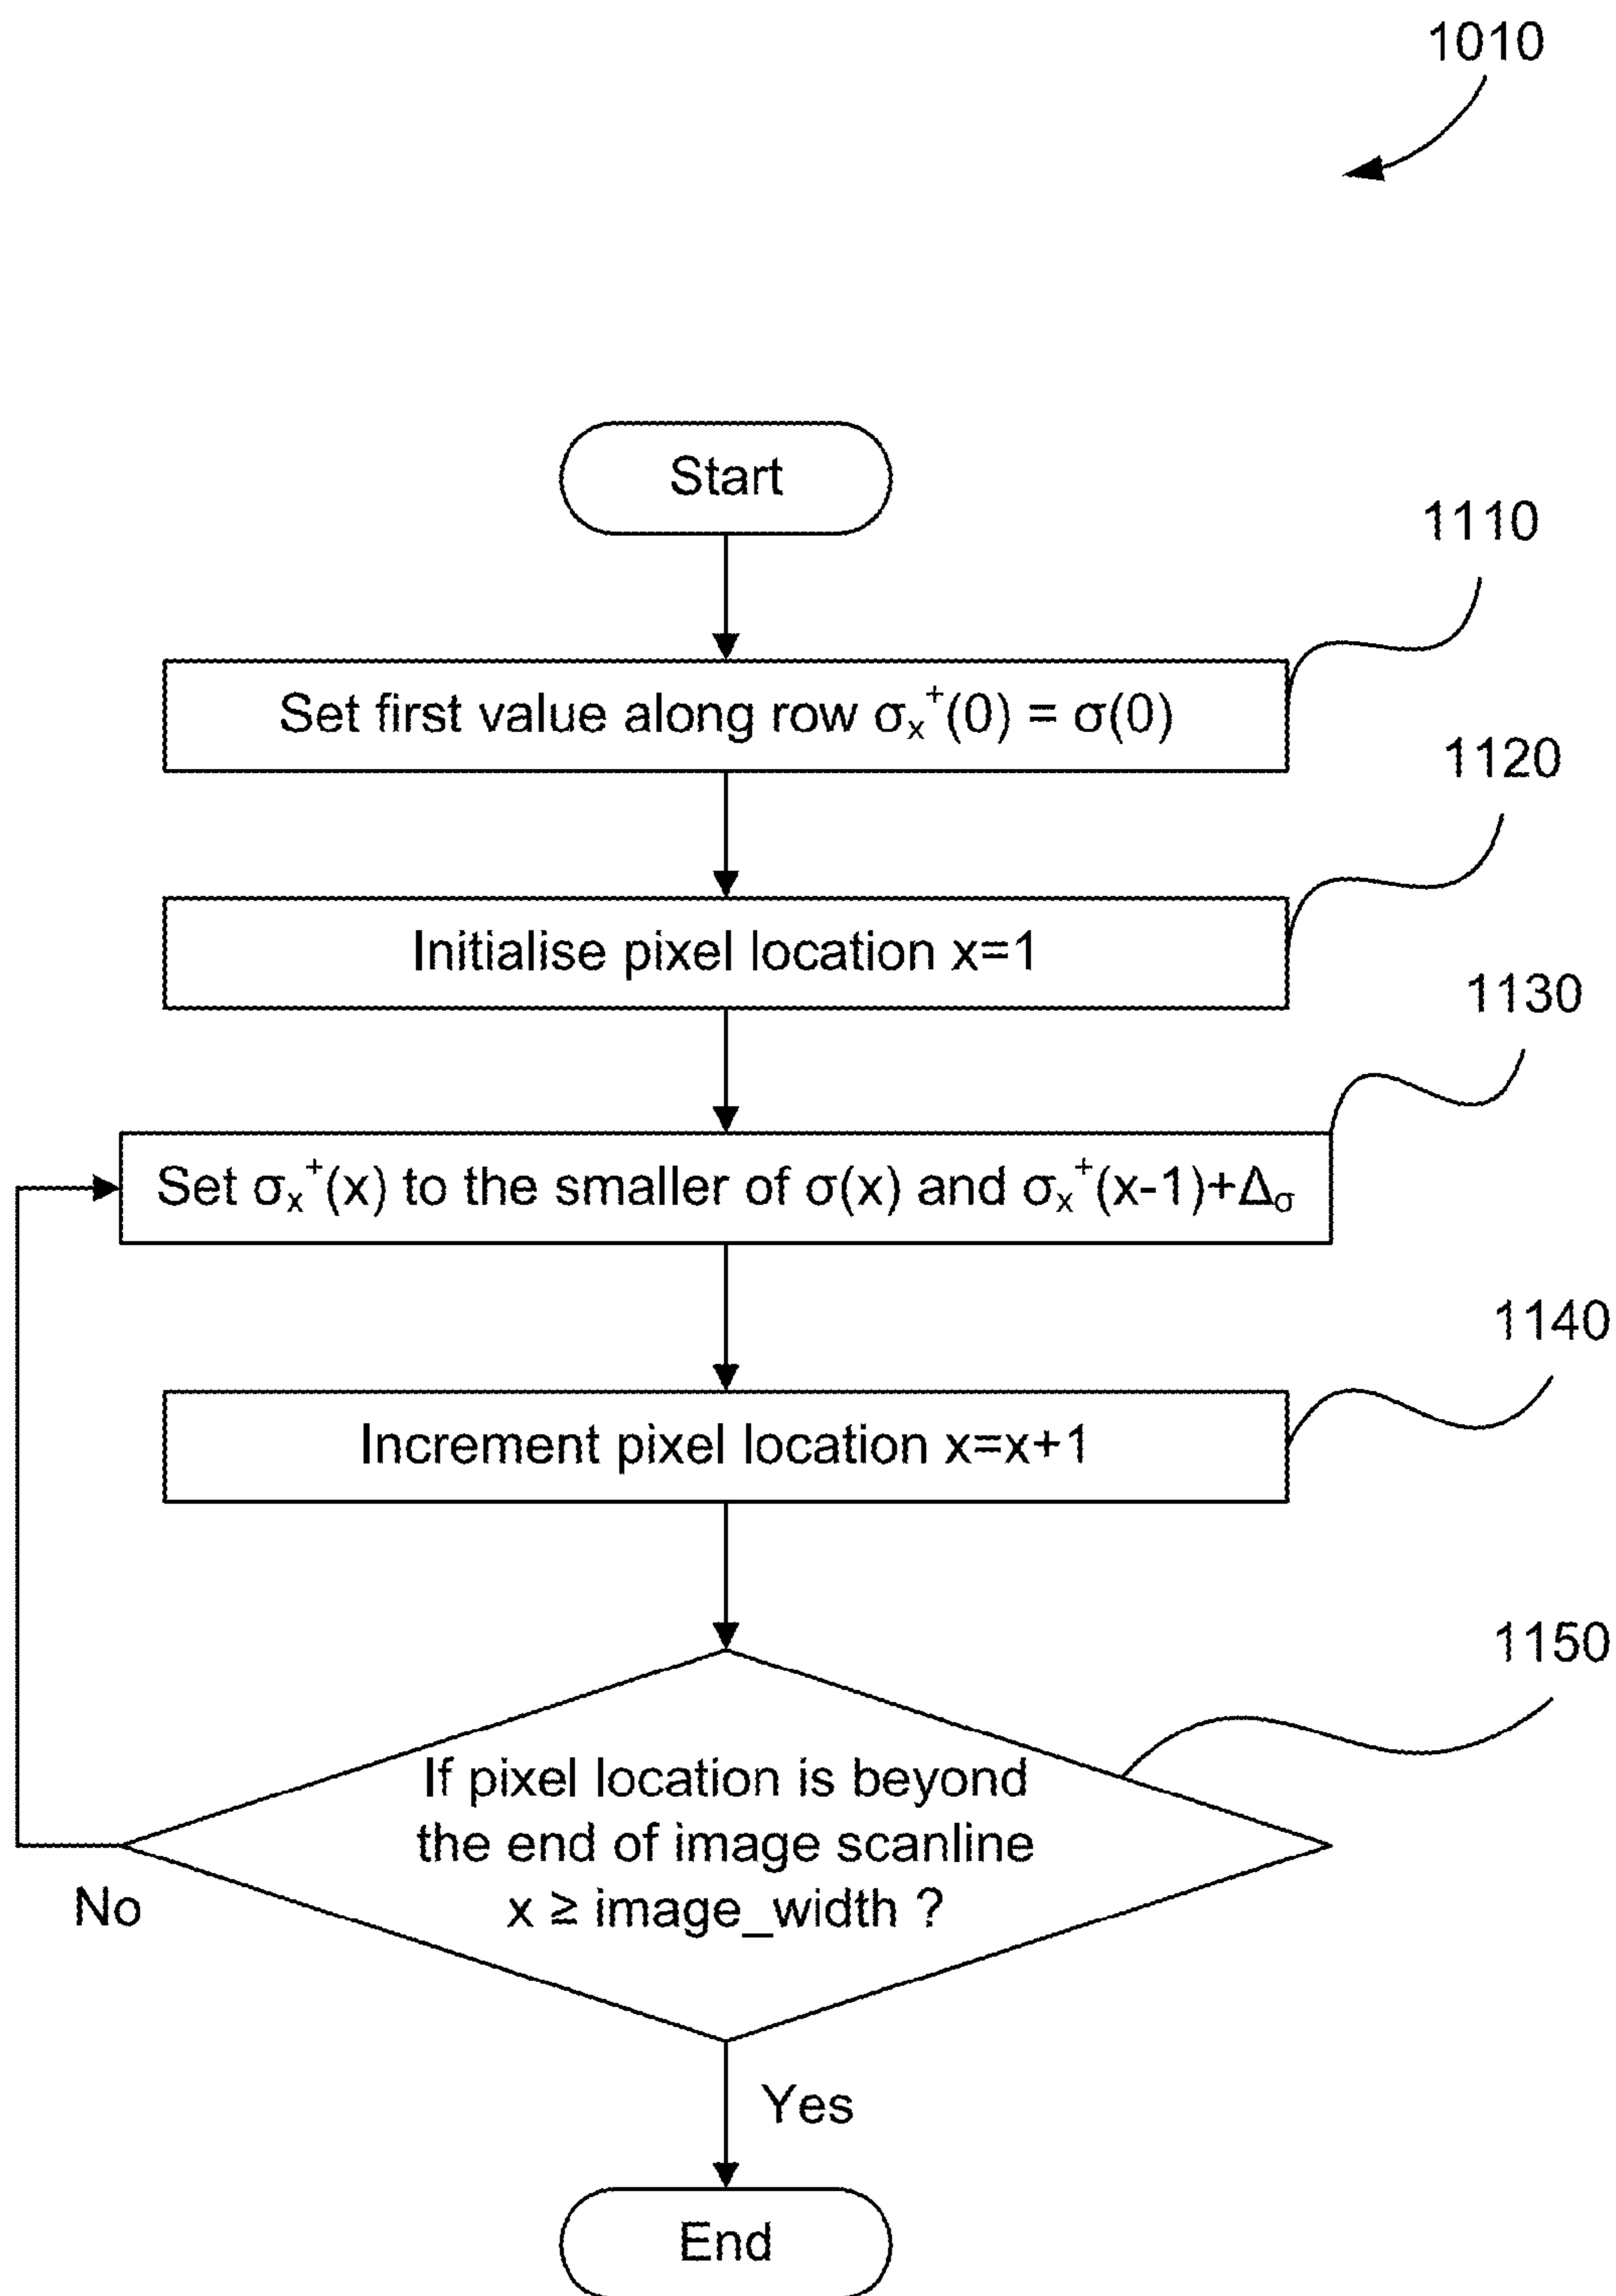 1010
Start
1110
Set first value along row σₓ⁺(0) = σ(0)
1120
Initialise pixel location x=1
1130
Set σₓ⁺(x) to the smaller of σ(x) and σₓ⁺(x-1)+Δσ
1140
Increment pixel location x=x+1
1150
If pixel location is beyond
the end of image scanline
x ≥ image_width ?
No
Yes
End